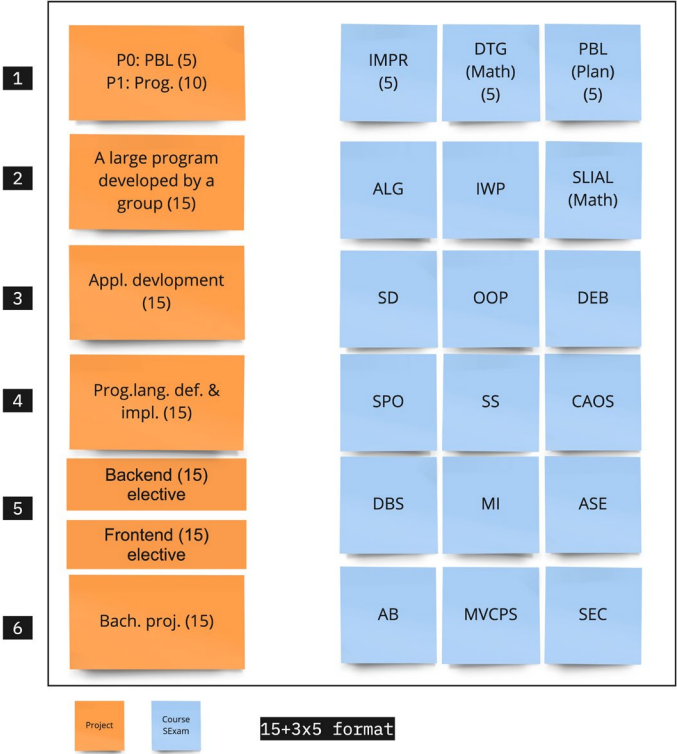 1
P0: PBL (5)
P1: Prog. (10)
IMPR
(5)
DTG
(Math)
(5)
PBL
(Plan)
(5)
2
A large program
developed by a
group (15)
ALG
IWP
SLIAL
(Math)
3
Appl. devlopment
(15)
SD
OOP
DEB
4
Prog.lang. def. &
impl. (15)
SPO
SS
CAOS
5
Backend (15)
elective
Frontend (15)
elective
DBS
MI
ASE
6
Bach. proj. (15)
AB
MVCPS
SEC
Project
Course
SExam
15+3x5 format